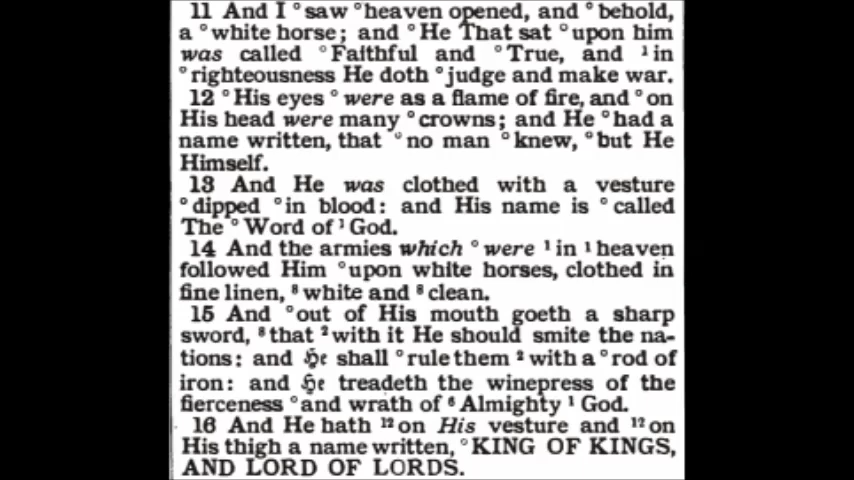 11 And I °saw °heaven opened, and °behold,
a °white horse; and °He That sat °upon him
was called °Faithful and °True, and ¹in
°righteousness He doth °judge and make war.
12 °His eyes °were as a flame of fire, and °on
His head were many °crowns; and He °had a
name written, that °no man °knew, °but He
Himself.
13 And He was clothed with a vesture
°dipped °in blood: and His name is °called
The °Word of ¹God.
14 And the armies which °were ¹in ¹heaven
followed Him °upon white horses, clothed in
fine linen, ⁸white and ⁸clean.
15 And °out of His mouth goeth a sharp
sword, ⁸that ²with it He should smite the na-
tions: and He shall °rule them ²with a °rod of
iron: and He treadeth the winepress of the
fierceness °and wrath of ⁶Almighty ¹God.
16 And He hath ¹²on His vesture and ¹²on
His thigh a name written, °KING OF KINGS,
AND LORD OF LORDS.